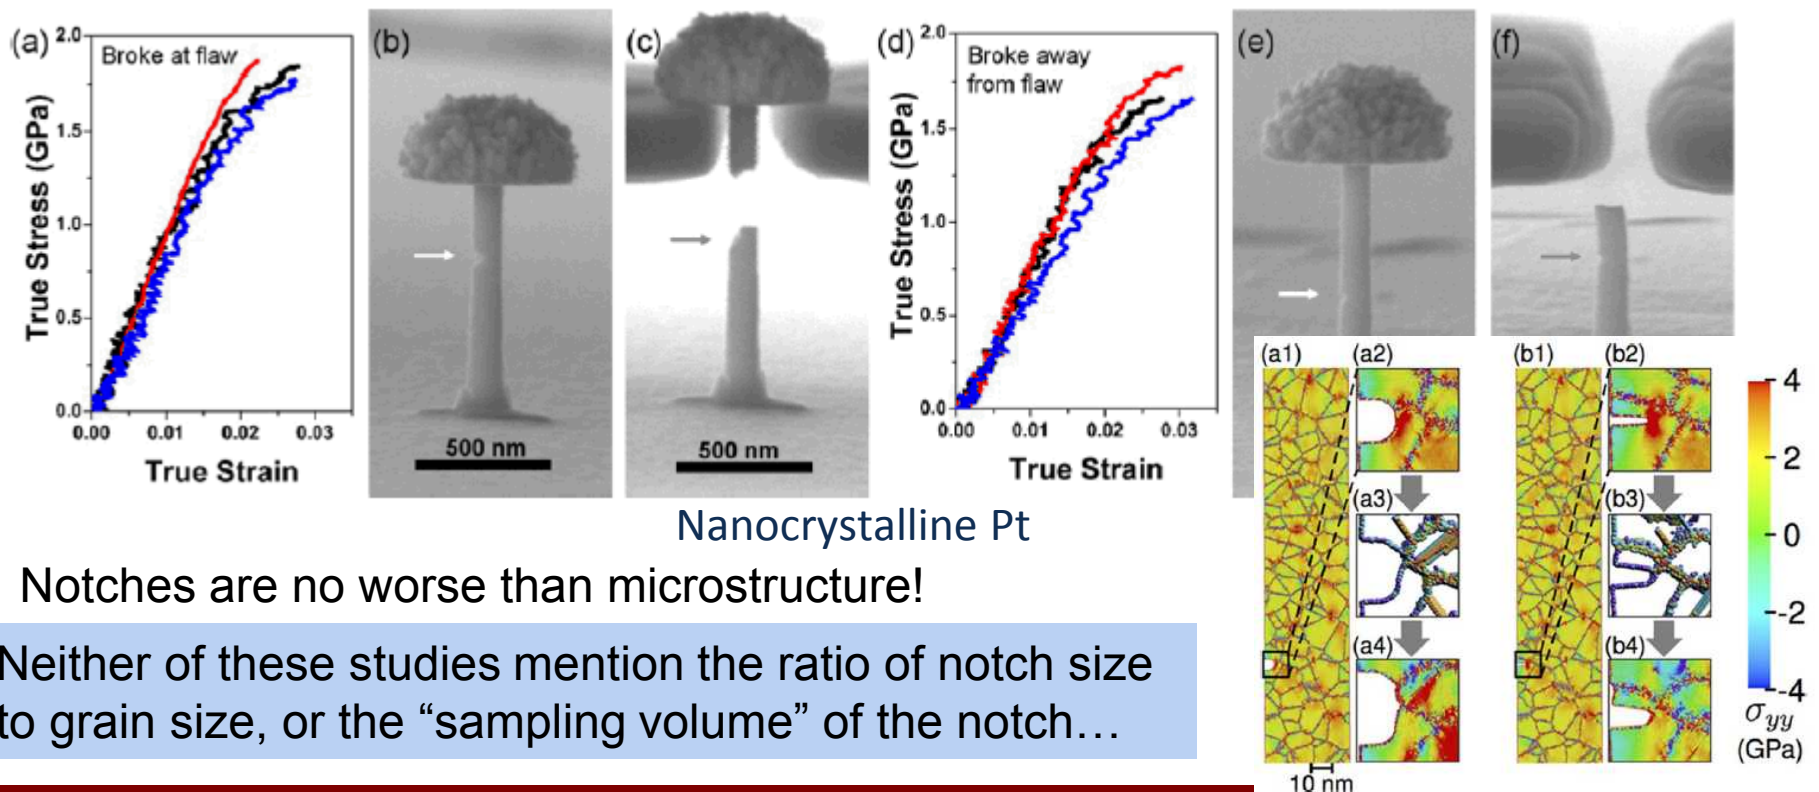 (a)
2.0
Broke at flaw
1.5
1.0
0.5
0.0
0.00 0.01 0.02 0.03
True Stress (GPa)
True Strain
(b)
500 nm
(c)
500 nm
(d)
2.0
Broke away
from flaw
1.5
1.0
0.5
0.0
0.00 0.01 0.02 0.03
True Stress (GPa)
True Strain
(e)
(f)
Nanocrystalline Pt
Notches are no worse than microstructure!
Neither of these studies mention the ratio of notch size
to grain size, or the “sampling volume” of the notch…
(a1) (a2)
(a3)
(a4)
10 nm
(b1) (b2)
(b3)
(b4)
4
2
0
-2
-4
σyy
(GPa)